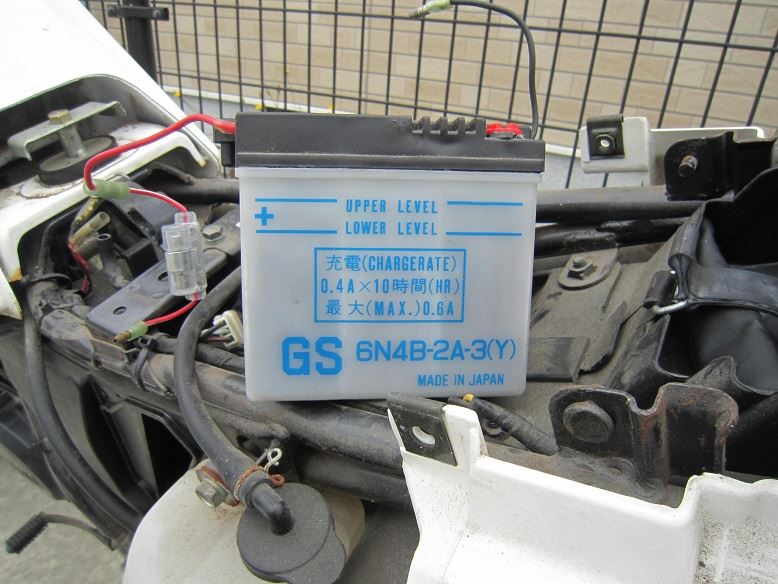 UPPER LEVEL
+
LOWER LEVEL
充電(CHARGERATE)
0.4A×10時間(HR)
最大(MAX.)0.6A
GS 6N4B-2A-3(Y)
MADE IN JAPAN